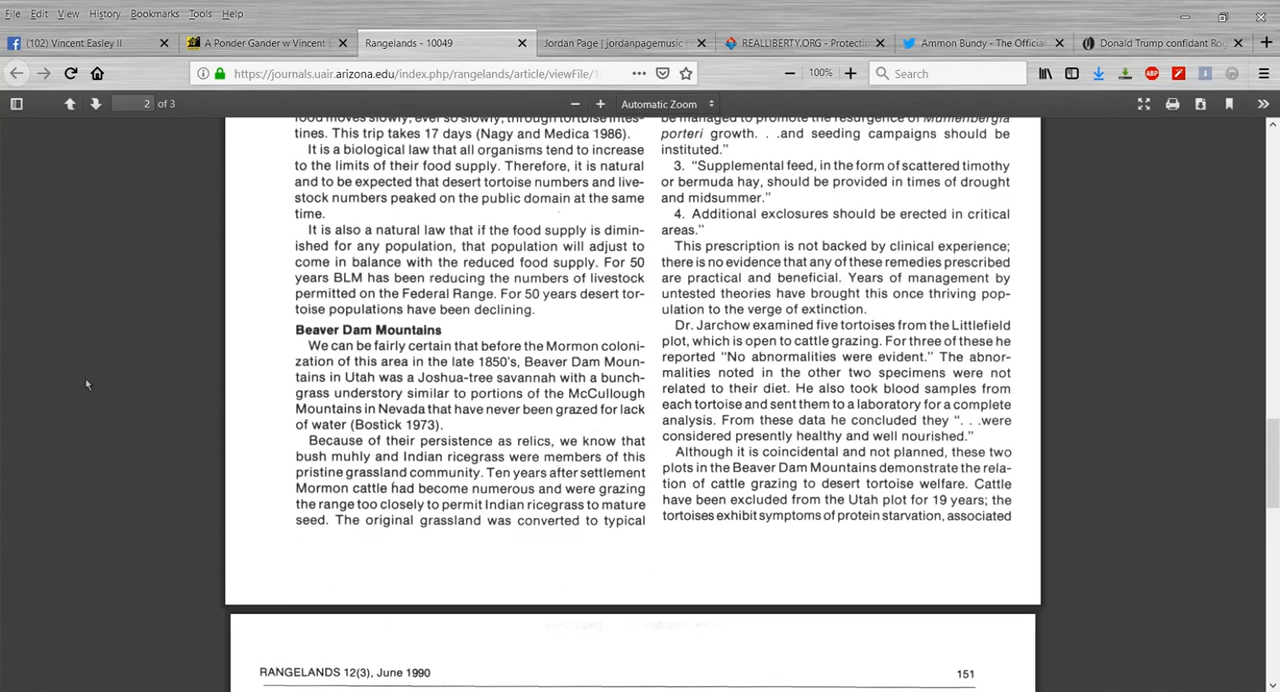 File Edit View History Bookmarks Tools Help
(102) Vincent Easley II
A Ponder Gander w Vincent
Rangelands - 10049
Jordan Page | jordanpagemusic
REALLIBERTY.ORG - Protectin
Ammon Bundy - The Official
Donald Trump confidant Rog
https://journals.uair.arizona.edu/index.php/rangelands/article/viewFile/1
100%
Search
ABP
2 of 3
Automatic Zoom
food moves slowly, ever so slowly, through tortoise intes-
tines. This trip takes 17 days (Nagy and Medica 1986).
It is a biological law that all organisms tend to increase
to the limits of their food supply. Therefore, it is natural
and to be expected that desert tortoise numbers and live-
stock numbers peaked on the public domain at the same
time.
It is also a natural law that if the food supply is dimin-
ished for any population, that population will adjust to
come in balance with the reduced food supply. For 50
years BLM has been reducing the numbers of livestock
permitted on the Federal Range. For 50 years desert tor-
toise populations have been declining.
Beaver Dam Mountains
We can be fairly certain that before the Mormon coloni-
zation of this area in the late 1850's, Beaver Dam Moun-
tains in Utah was a Joshua-tree savannah with a bunch-
grass understory similar to portions of the McCullough
Mountains in Nevada that have never been grazed for lack
of water (Bostick 1973).
Because of their persistence as relics, we know that
bush muhly and Indian ricegrass were members of this
pristine grassland community. Ten years after settlement
Mormon cattle had become numerous and were grazing
the range too closely to permit Indian ricegrass to mature
seed. The original grassland was converted to typical
be managed to promote the resurgence of Muhlenbergia
porteri growth. . .and seeding campaigns should be
instituted."
3. "Supplemental feed, in the form of scattered timothy
or bermuda hay, should be provided in times of drought
and midsummer."
4. Additional exclosures should be erected in critical
areas."
This prescription is not backed by clinical experience;
there is no evidence that any of these remedies prescribed
are practical and beneficial. Years of management by
untested theories have brought this once thriving pop-
ulation to the verge of extinction.
Dr. Jarchow examined five tortoises from the Littlefield
plot, which is open to cattle grazing. For three of these he
reported "No abnormalities were evident." The abnor-
malities noted in the other two specimens were not
related to their diet. He also took blood samples from
each tortoise and sent them to a laboratory for a complete
analysis. From these data he concluded they ". . .were
considered presently healthy and well nourished."
Although it is coincidental and not planned, these two
plots in the Beaver Dam Mountains demonstrate the rela-
tion of cattle grazing to desert tortoise welfare. Cattle
have been excluded from the Utah plot for 19 years; the
tortoises exhibit symptoms of protein starvation, associated
RANGELANDS 12(3), June 1990
151